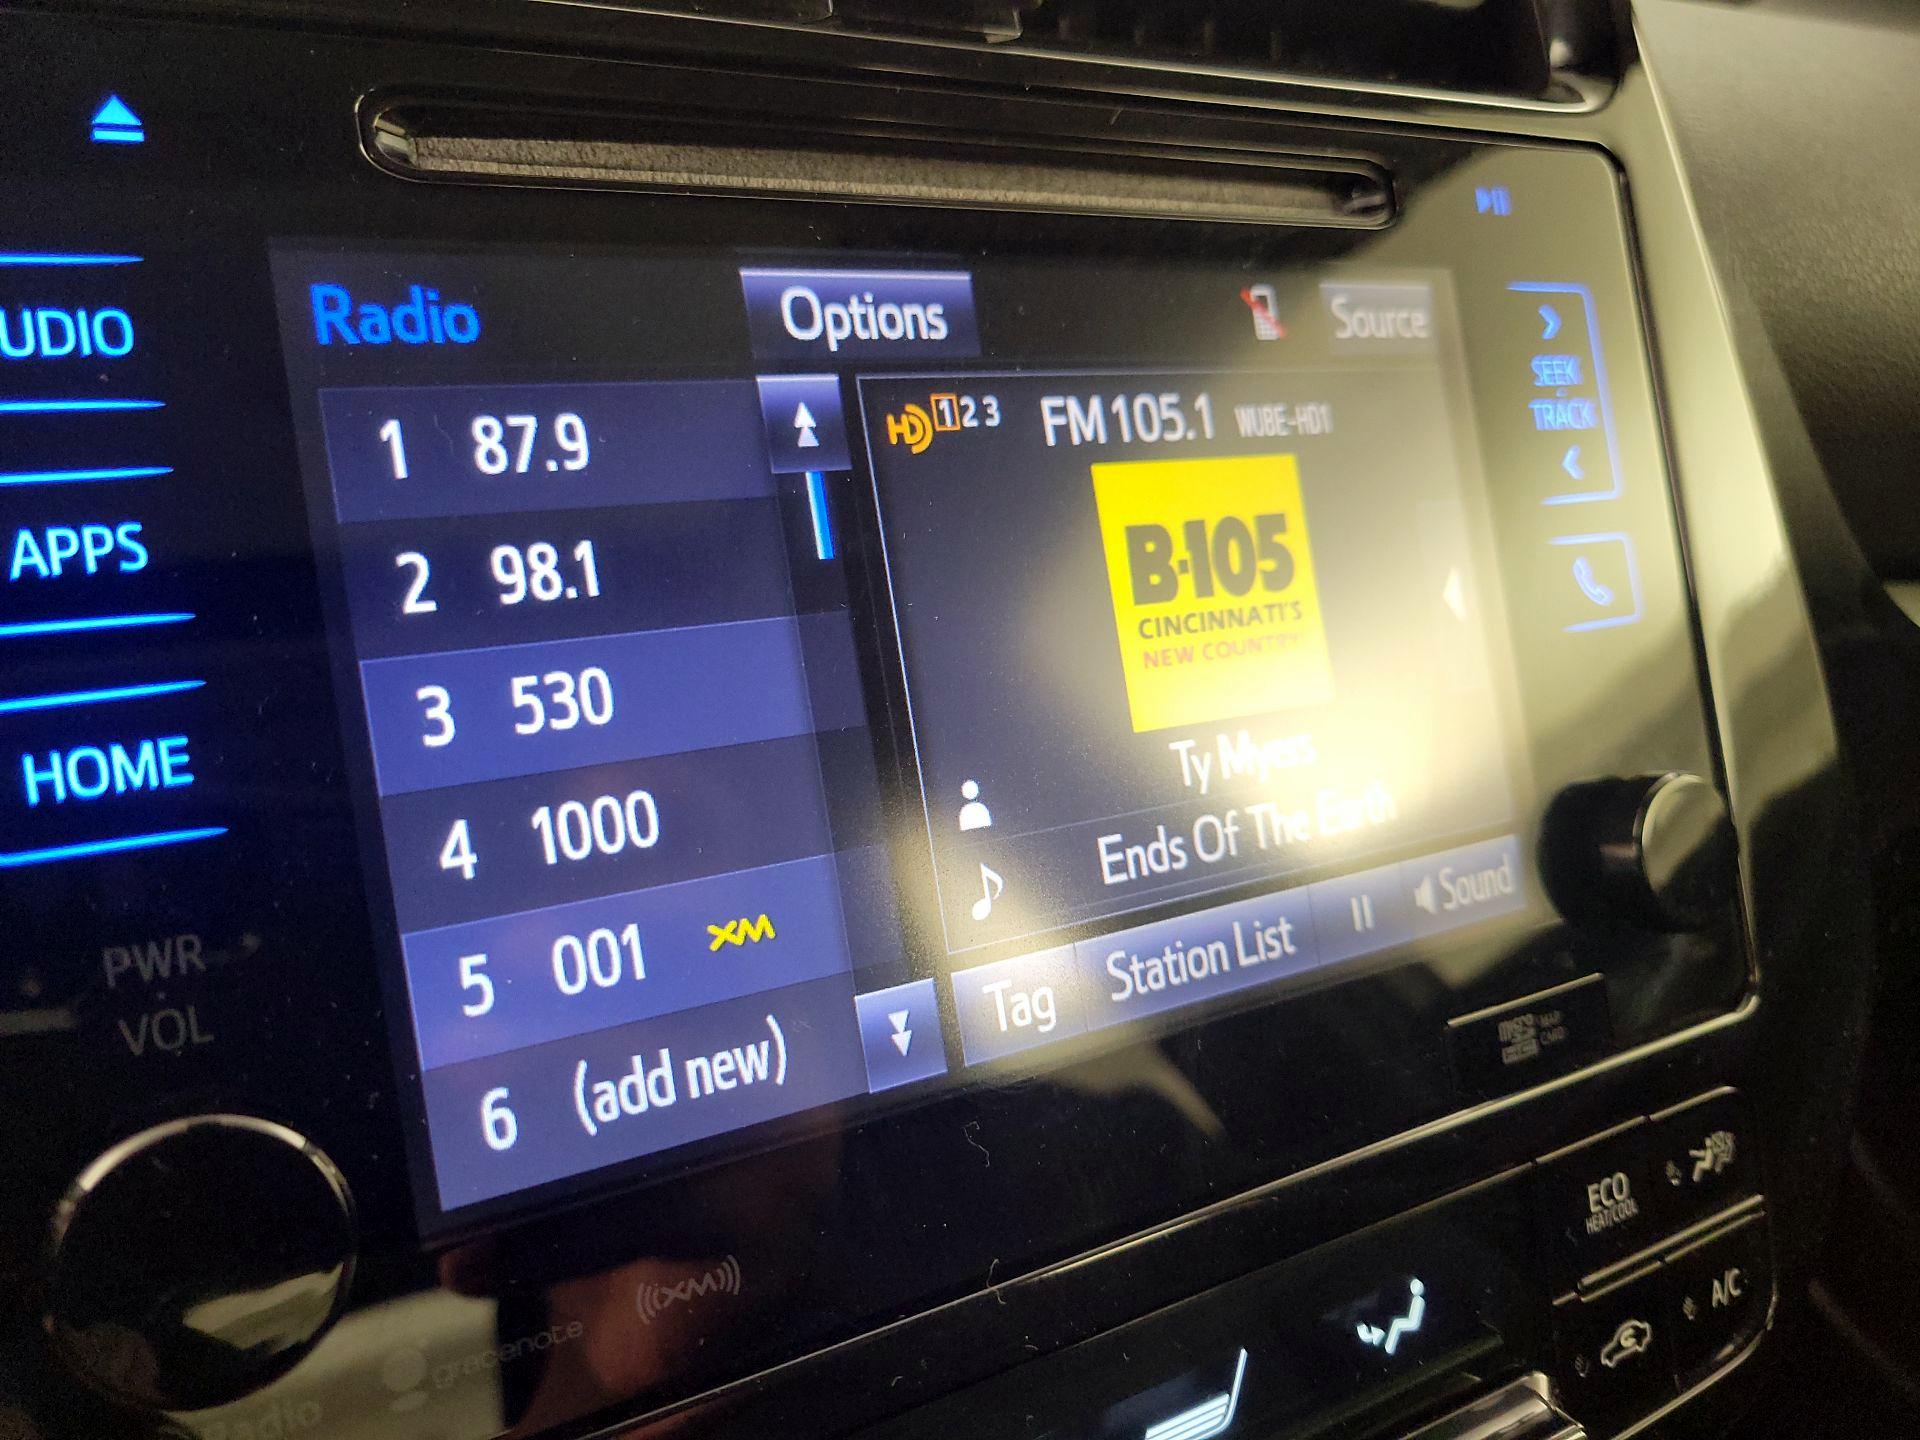 UDIO
APPS
HOME
PWR
VOL
Radio
Options
Source
1 87.9
2 98.1
3 530
4 1000
5 001 XM
6 (add new)
HD 1 2 3 FM 105.1 WUBE-HD1
B-105
CINCINNATI'S
NEW COUNTRY!
Ty Myers
Ends Of The Earth
Tag Station List Sound
SEEK
TRACK
micro
MAP
CARD
((XM))
gracenote
Radio
ECO
HEAT/COOL
A/C